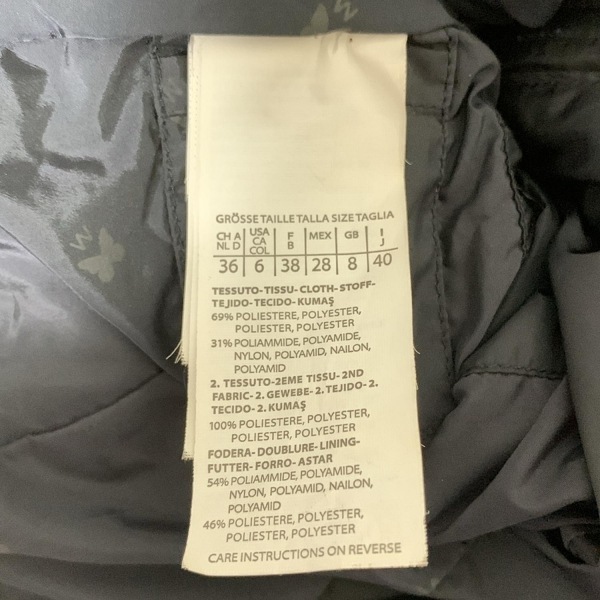 GRÖSSE TAILLE TALLA SIZE TAGLIA
CH A NL D USA CA COL F B MEX GB I J
36 6 38 28 8 40
TESSUTO-TISSU-CLOTH-STOFF-
TEJIDO-TECIDO-KUMAŞ
69% POLIESTERE, POLYESTER,
POLIESTER, POLYESTER
31% POLIAMMIDE, POLYAMIDE,
NYLON, POLYAMID, NAILON,
POLYAMID
2. TESSUTO-2EME TISSU-2ND
FABRIC-2. GEWEBE-2. TEJIDO-2.
TECIDO-2. KUMAŞ
100% POLIESTERE, POLYESTER,
POLIESTER, POLYESTER
FODERA-DOUBLURE-LINING-
FUTTER-FORRO-ASTAR
54% POLIAMMIDE, POLYAMIDE,
NYLON, POLYAMID, NAILON,
POLYAMID
46% POLIESTERE, POLYESTER,
POLIESTER, POLYESTER
CARE INSTRUCTIONS ON REVERSE